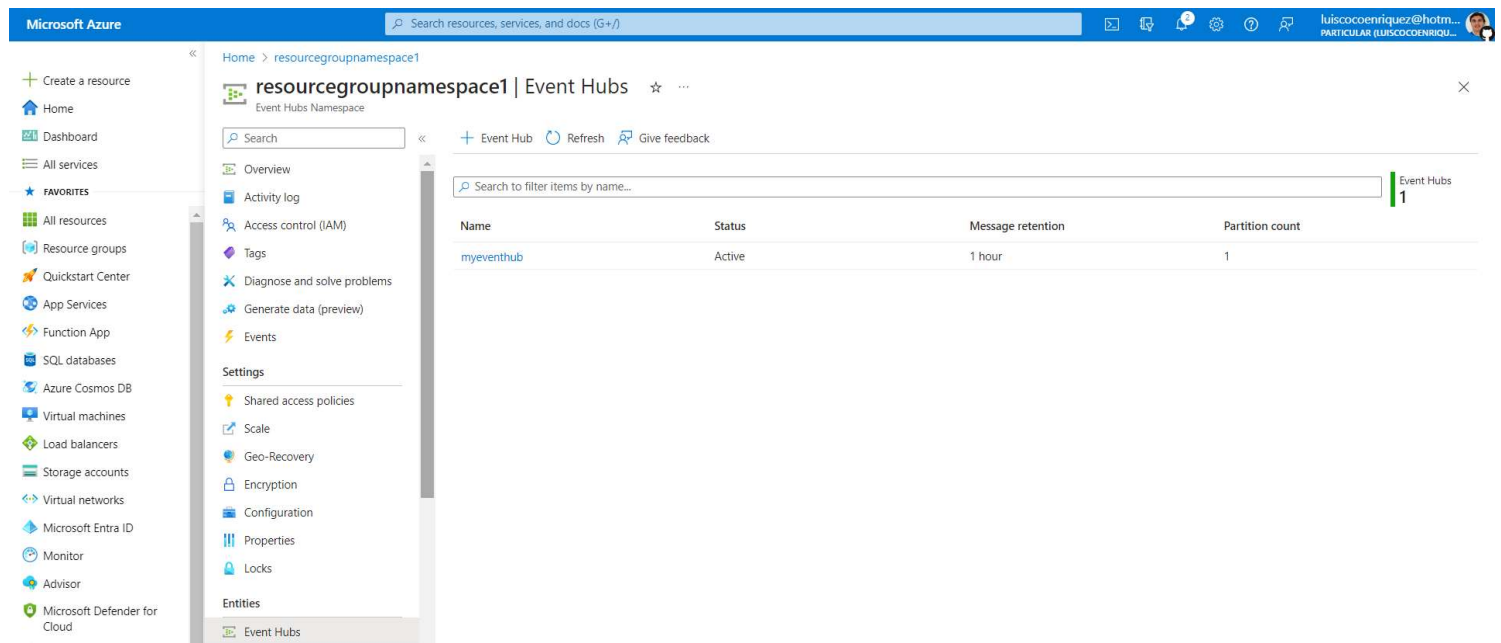 Microsoft Azure
Search resources, services, and docs (G+/)
2
luiscocoenriquez@hotm...
PARTICULAR (LUISCOCOENRIQU...
Create a resource
Home
Dashboard
All services
FAVORITES
All resources
Resource groups
Quickstart Center
App Services
Function App
SQL databases
Azure Cosmos DB
Virtual machines
Load balancers
Storage accounts
Virtual networks
Microsoft Entra ID
Monitor
Advisor
Microsoft Defender for
Cloud
Home > resourcegroupnamespace1
resourcegroupnamespace1 | Event Hubs
Event Hubs Namespace
Search
Overview
Activity log
Access control (IAM)
Tags
Diagnose and solve problems
Generate data (preview)
Events
Settings
Shared access policies
Scale
Geo-Recovery
Encryption
Configuration
Properties
Locks
Entities
Event Hubs
Event Hub Refresh Give feedback
Search to filter items by name...
Event Hubs
1
Name Status Message retention Partition count
myeventhub Active 1 hour 1